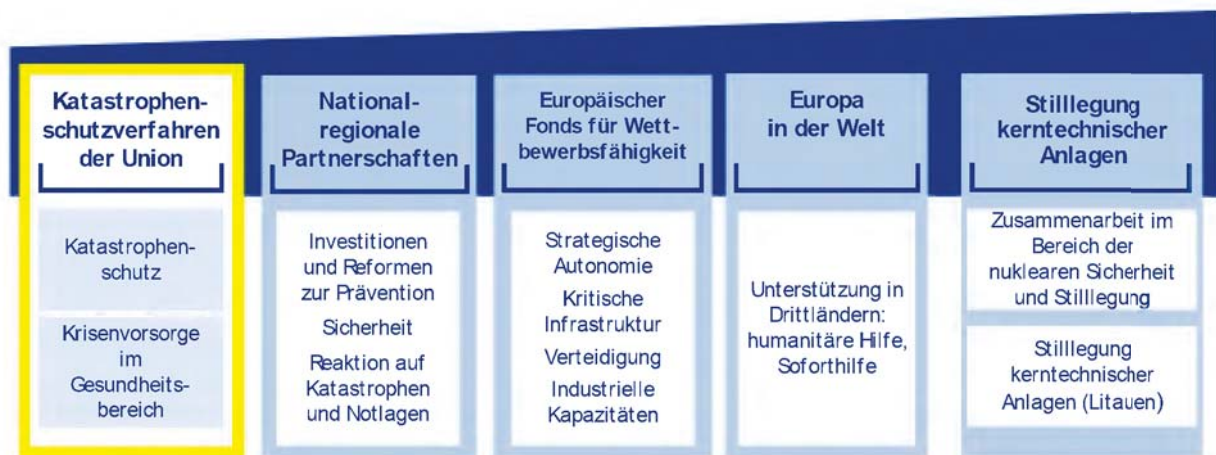 Katastrophen-
schutzverfahren
der Union
Katastrophen-
schutz
Krisenvorsorge
im
Gesundheits-
bereich
National-
regionale
Partnerschaften
Investitionen
und Reformen
zur Prävention
Sicherheit
Reaktion auf
Katastrophen
und Notlagen
Europäischer
Fonds für Wett-
bewerbsfähigkeit
Strategische
Autonomie
Kritische
Infrastruktur
Verteidigung
Industrielle
Kapazitäten
Europa
in der Welt
Unterstützung in
Drittländern:
humanitäre Hilfe,
Soforthilfe
Stilllegung
kerntechnischer
Anlagen
Zusammenarbeit im
Bereich der
nuklearen Sicherheit
und Stilllegung
Stilllegung
kerntechnischer
Anlagen (Litauen)